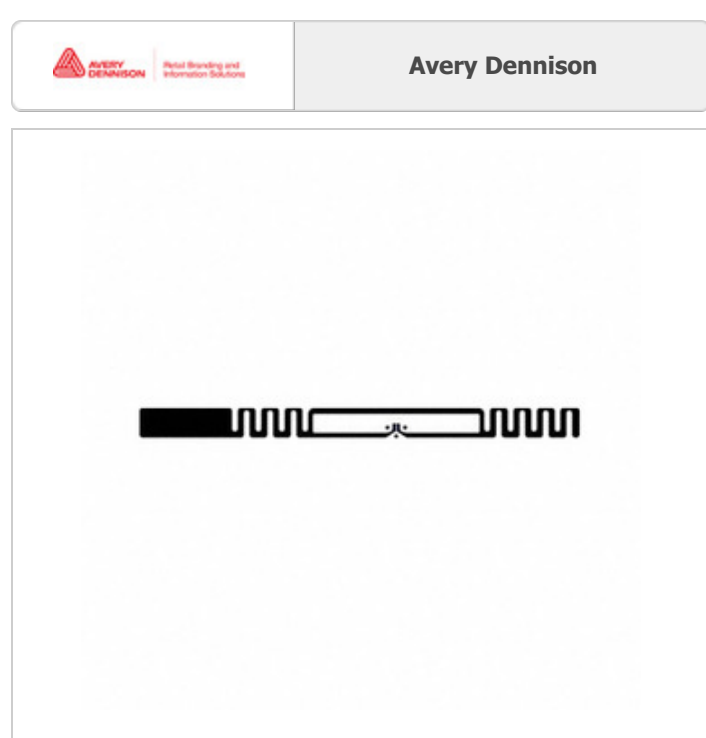 AVERY
DENNISON
Retail Branding and
Information Solutions
Avery Dennison